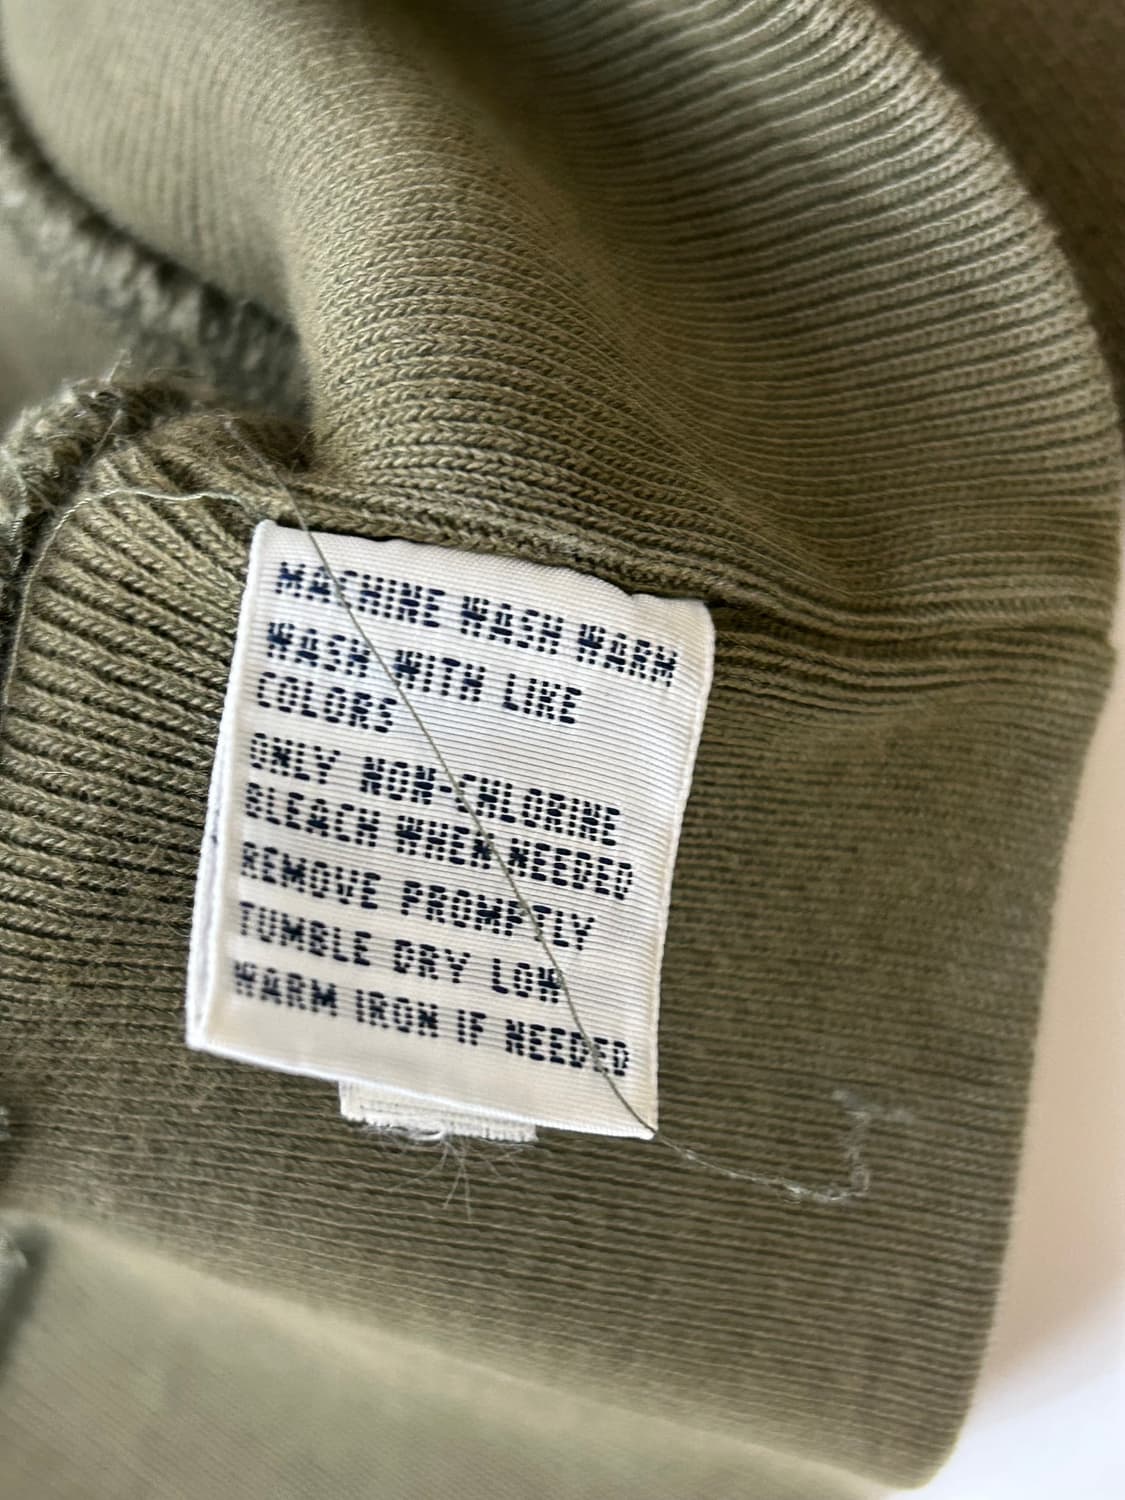 MACHINE WASH WARM
WASH WITH LIKE
COLORS
ONLY NON-CHLORINE
BLEACH WHEN NEEDED
REMOVE PROMPTLY
TUMBLE DRY LOW
WARM IRON IF NEEDED